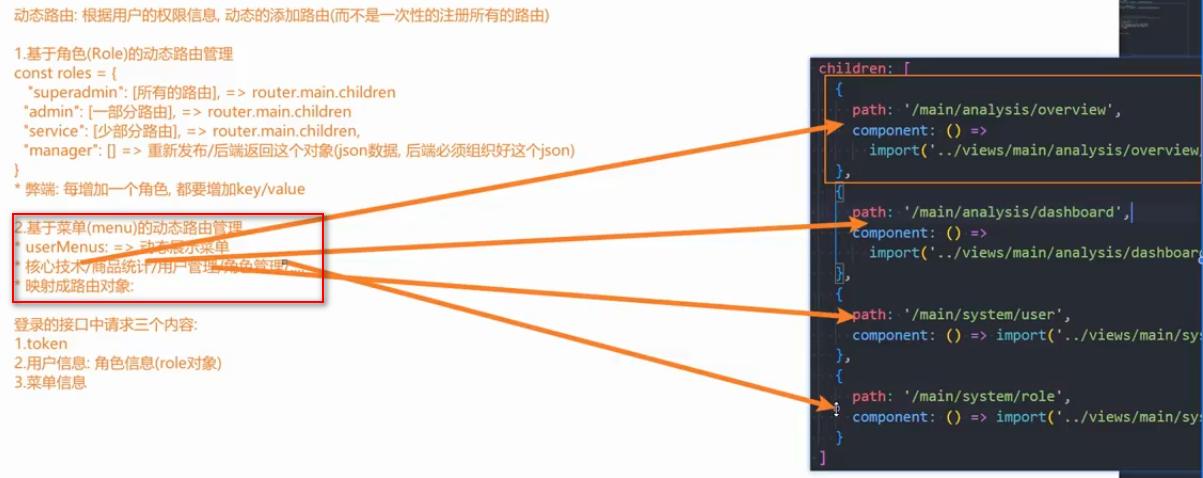 动态路由: 根据用户的权限信息, 动态的添加路由(而不是一次性的注册所有的路由)
1.基于角色(Role)的动态路由管理
const roles = {
"superadmin": [所有的路由], => router.main.children
"admin": [一部分路由], => router.main.children
"service": [少部分路由], => router.main.children,
"manager": [] => 重新发布/后端返回这个对象(json数据, 后端必须组织好这个json)
}
* 弊端: 每增加一个角色, 都要增加key/value
2.基于菜单(menu)的动态路由管理
* userMenus: => 动态展示菜单
* 核心技术/商品统计/用户管理/角色管理/...
* 映射成路由对象:
登录的接口中请求三个内容:
1.token
2.用户信息: 角色信息(role对象)
3.菜单信息
children: [
{
path: '/main/analysis/overview',
component: () =>
import('../views/main/analysis/overview/
},
{
path: '/main/analysis/dashboard',
component: () =>
import('../views/main/analysis/dashboard
},
{
path: '/main/system/user',
component: () => import('../views/main/sys
},
{
path: '/main/system/role',
component: () => import('../views/main/sys
}
]